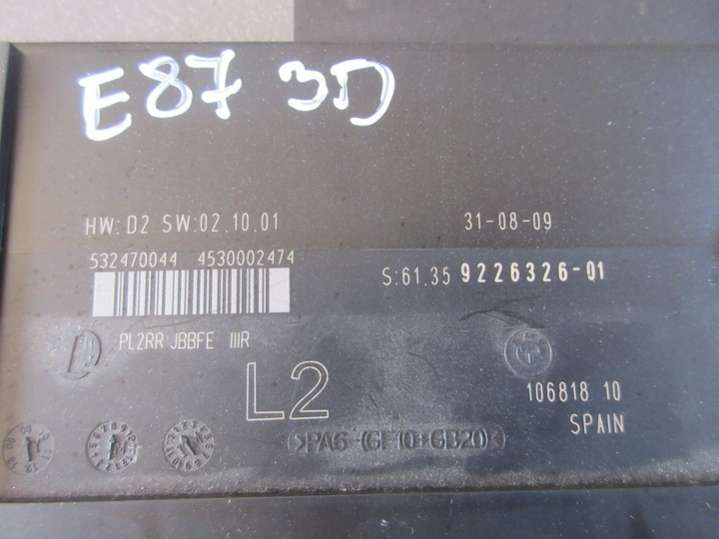 E87 3D
HW:D2 SW:02.10.01 31-08-09
532470044 4530002474
S:61.35 9226326-01
PL2RR JBBFE IIIR
L2
106818 10
SPAIN
>PA6 (GF10+GB20)<